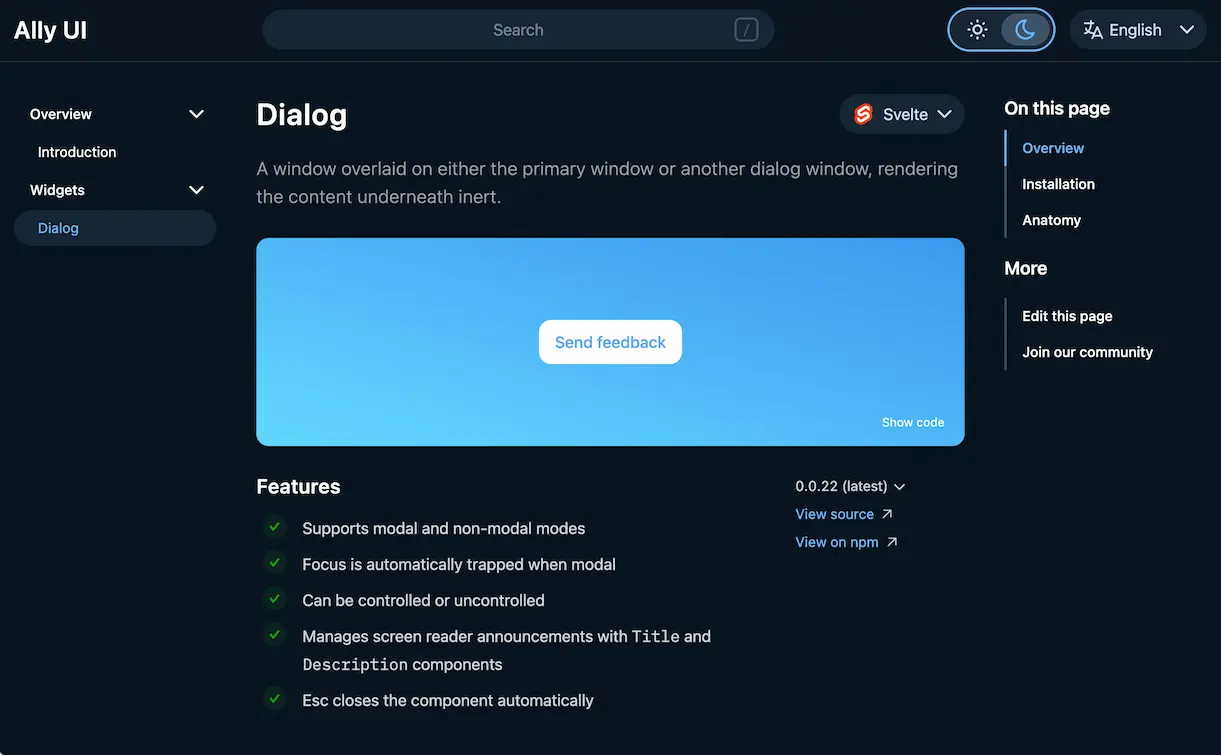 Ally UI
Search
/
English
Overview
Introduction
Widgets
Dialog
Dialog
Svelte
A window overlaid on either the primary window or another dialog window, rendering
the content underneath inert.
Send feedback
Show code
Features
Supports modal and non-modal modes
Focus is automatically trapped when modal
Can be controlled or uncontrolled
Manages screen reader announcements with Title and
Description components
Esc closes the component automatically
0.0.22 (latest)
View source
View on npm
On this page
Overview
Installation
Anatomy
More
Edit this page
Join our community